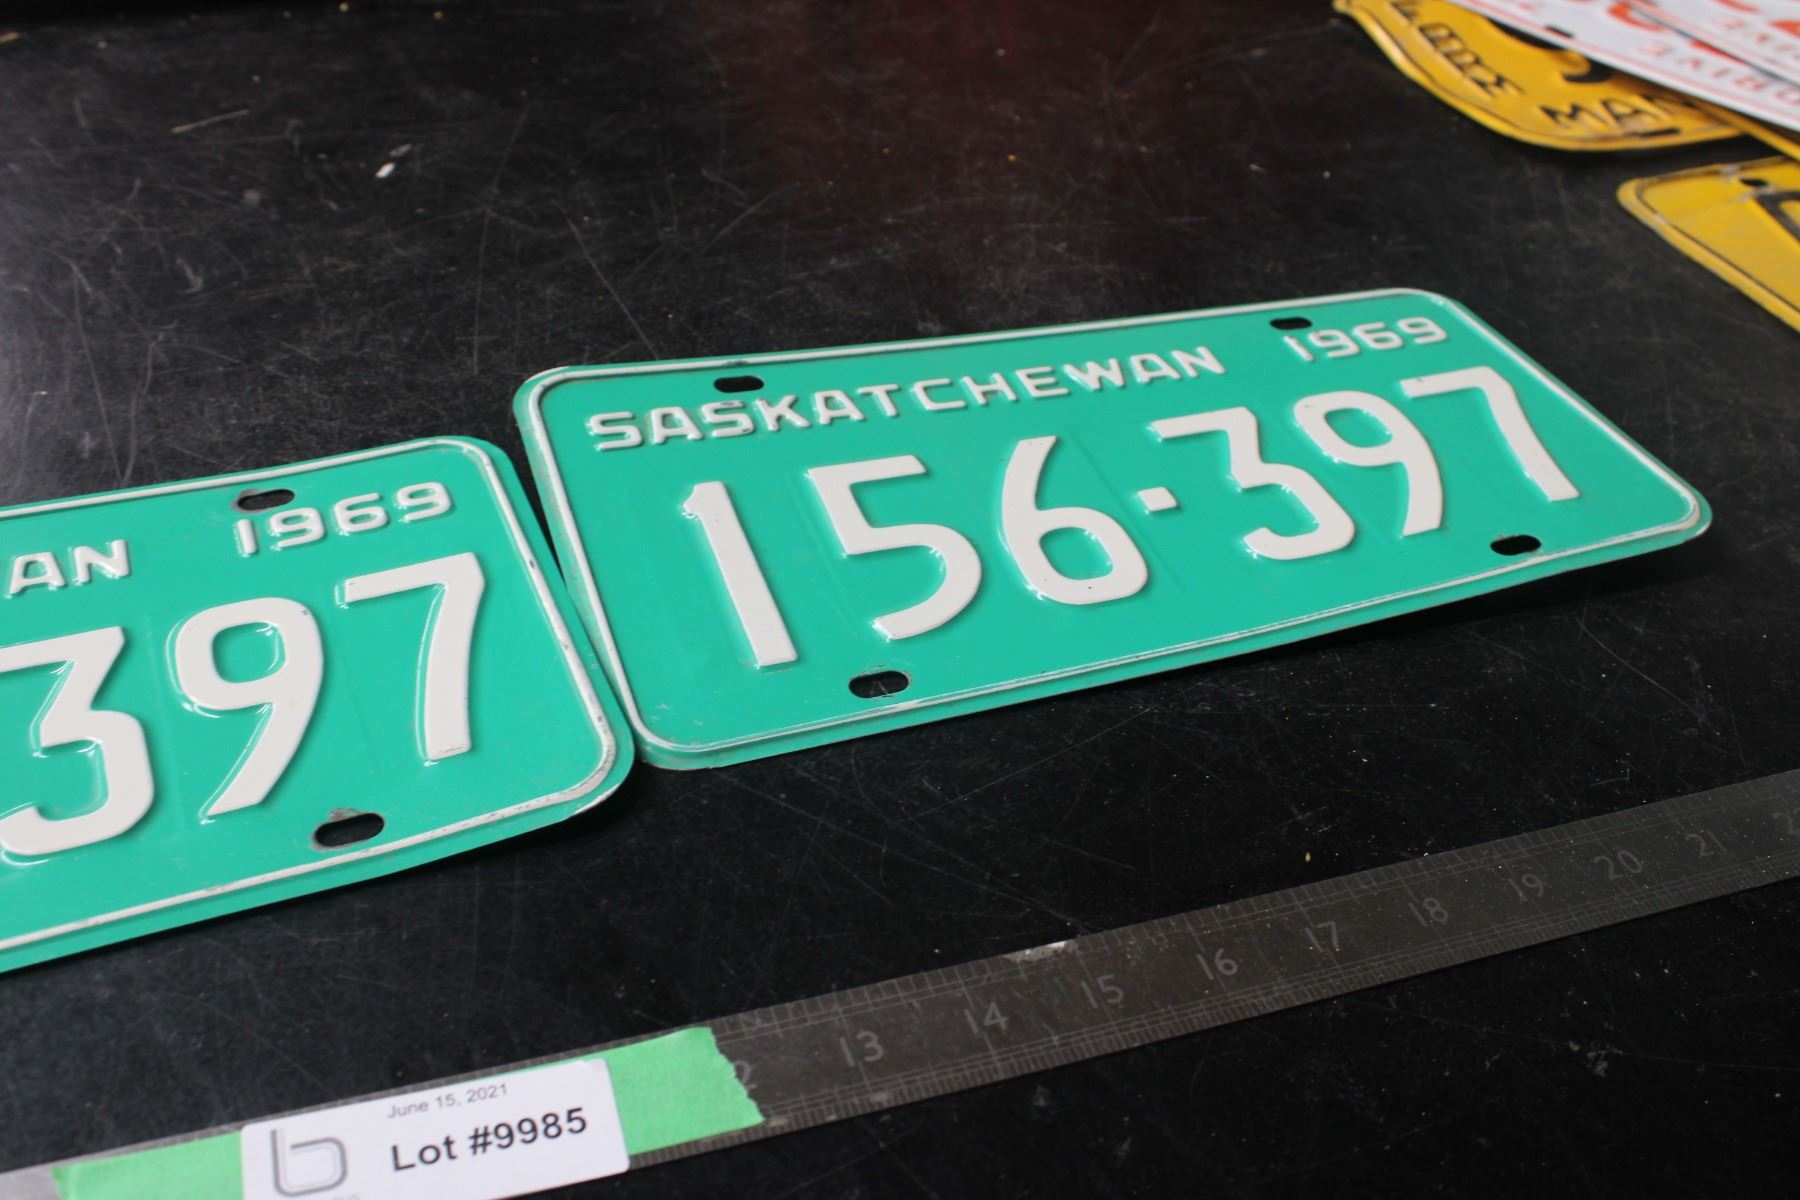 SASKATCHEWAN 1969
156-397
AN 1969
397
13 14 15 16 17 18 19 20 21
June 15, 2021
Lot #9985
MAN